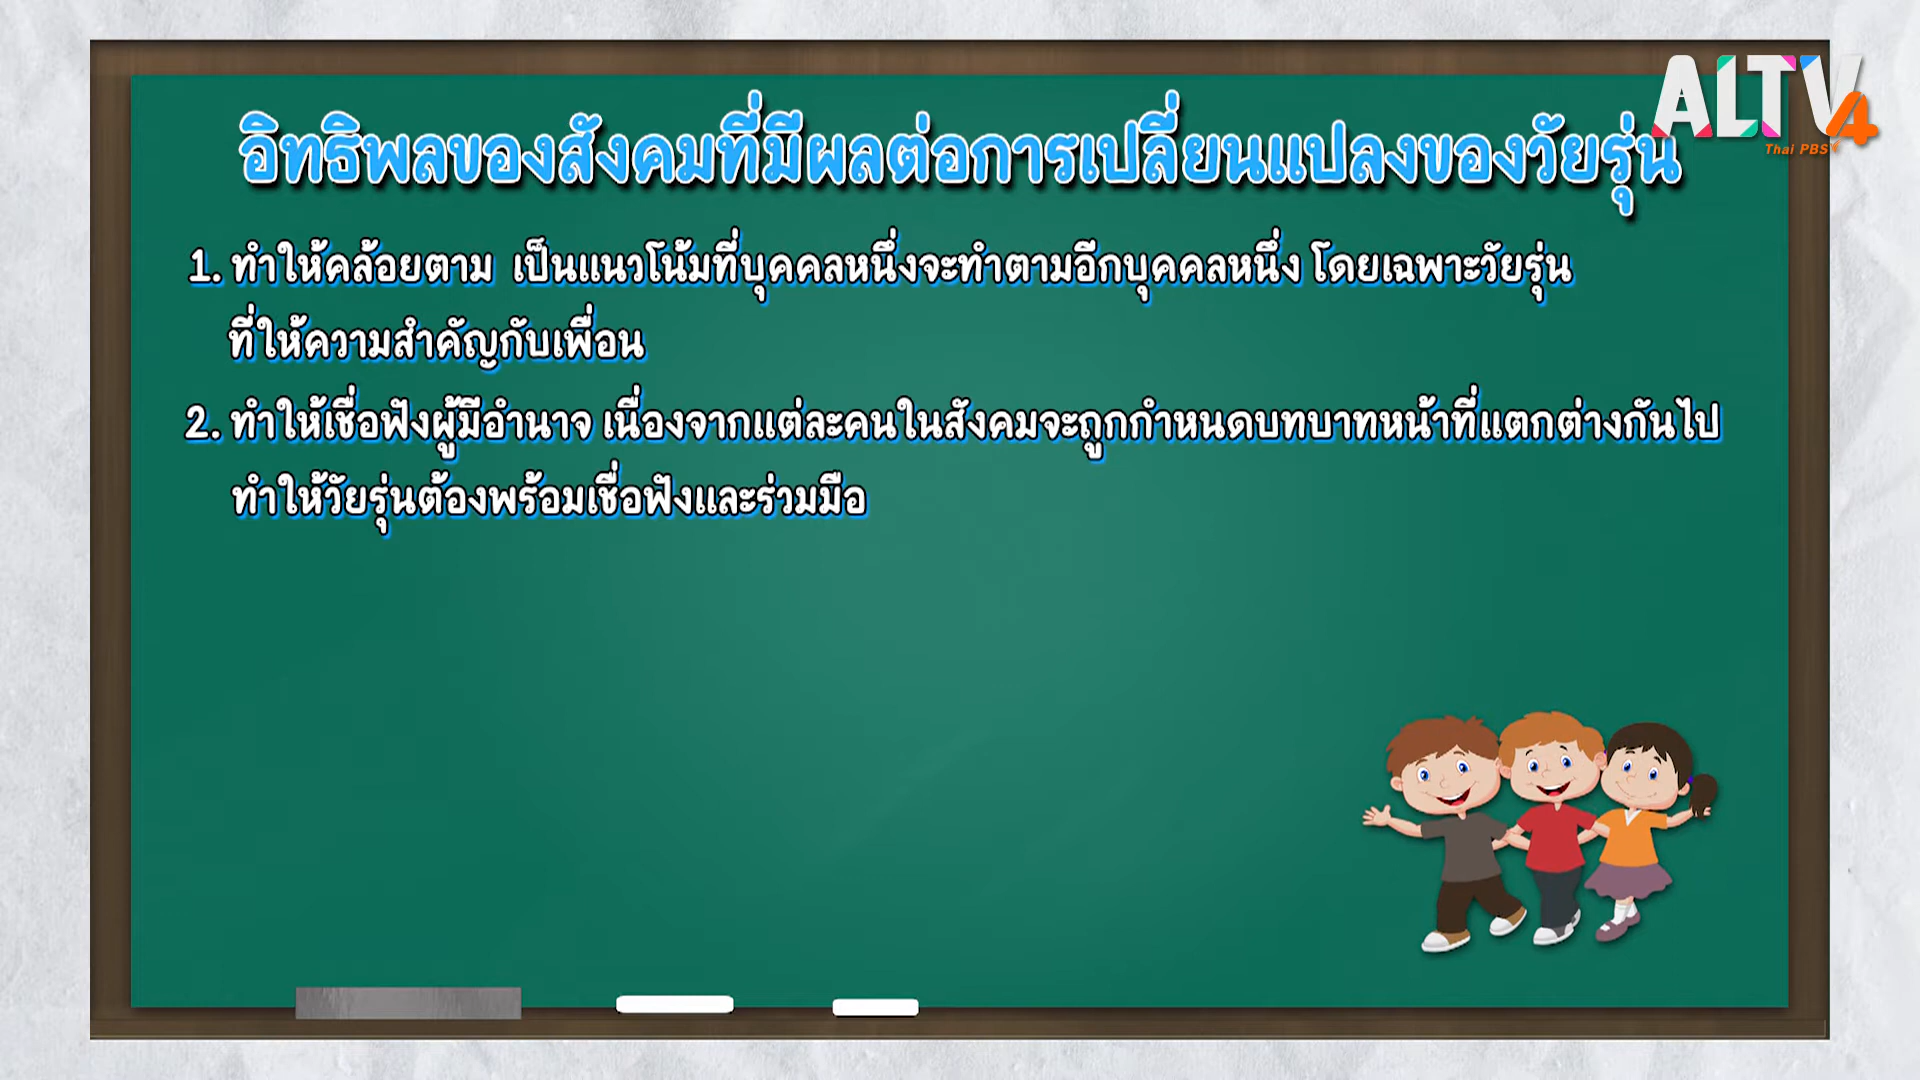 ALTV4
Thai PBS
อิทธิพลของสังคมที่มีผลต่อการเปลี่ยนแปลงของวัยรุ่น
1. ทำให้คล้อยตาม เป็นแนวโน้มที่บุคคลหนึ่งจะทำตามอีกบุคคลหนึ่ง โดยเฉพาะวัยรุ่น
ที่ให้ความสำคัญกับเพื่อน
2. ทำให้เชื่อฟังผู้มีอำนาจ เนื่องจากแต่ละคนในสังคมจะถูกกำหนดบทบาทหน้าที่แตกต่างกันไป
ทำให้วัยรุ่นต้องพร้อมเชื่อฟังและร่วมมือ